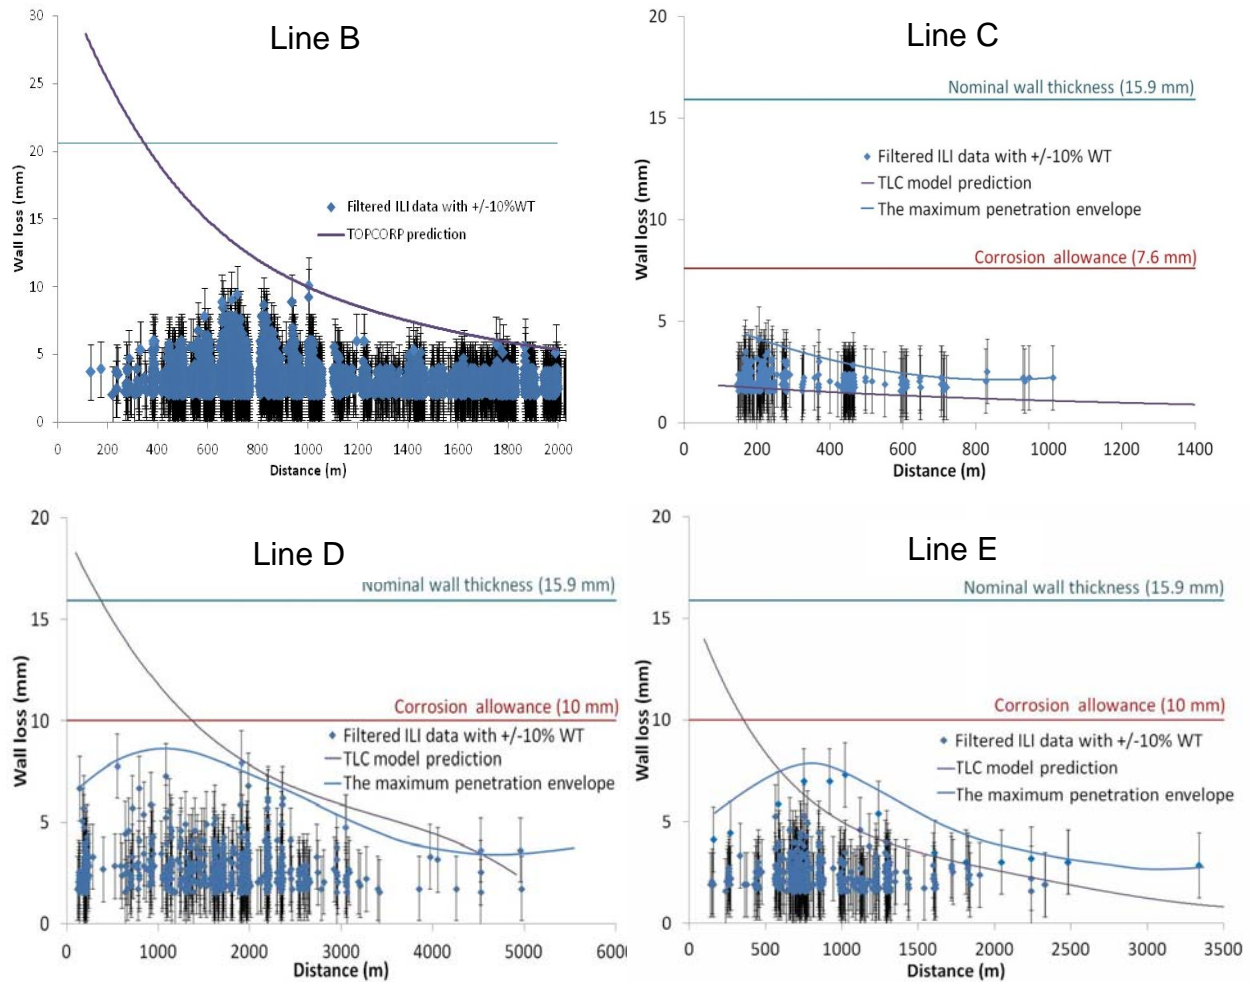 Line B
Wall loss (mm)
30
25
20
15
10
5
0
Filtered ILI data with +/-10%WT
TOPCORP prediction
0 200 400 600 800 1000 1200 1400 1600 1800 2000
Distance (m)
Line C
Wall loss (mm)
20
15
10
5
0
Nominal wall thickness (15.9 mm)
Filtered ILI data with +/-10% WT
TLC model prediction
The maximum penetration envelope
Corrosion allowance (7.6 mm)
0 200 400 600 800 1000 1200 1400
Distance (m)
Line D
Wall loss (mm)
20
15
10
5
0
Nominal wall thickness (15.9 mm)
Corrosion allowance (10 mm)
Filtered ILI data with +/-10% WT
TLC model prediction
The maximum penetration envelope
0 1000 2000 3000 4000 5000 600
Distance (m)
Line E
Wall loss (mm)
20
15
10
5
0
Nominal wall thickness (15.9 mm)
Corrosion allowance (10 mm)
Filtered ILI data with +/-10% WT
TLC model prediction
The maximum penetration envelope
0 500 1000 1500 2000 2500 3000 3500
Distance (m)